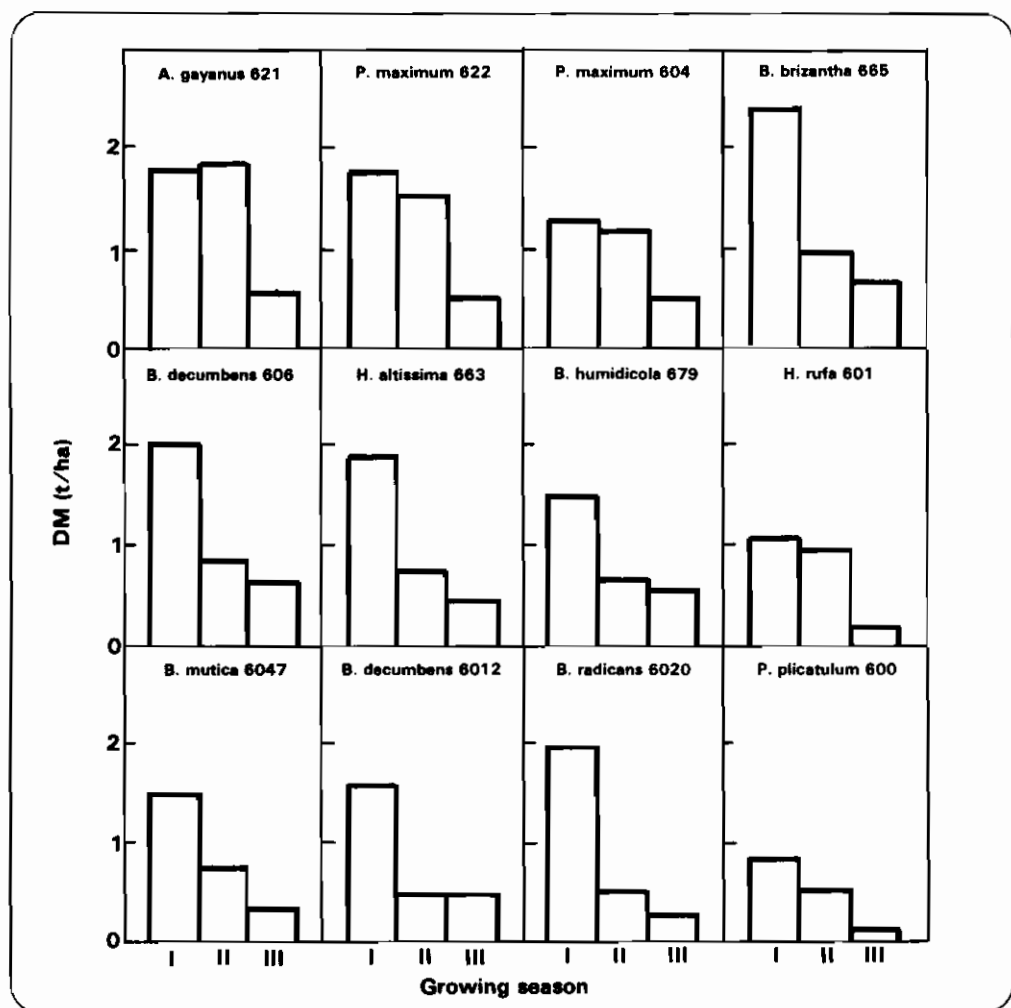 A. gayanus 621
P. maximum 622
P. maximum 604
B. brizantha 665
2
1
0
B. decumbens 606
H. altissima 663
B. humidicola 679
H. rufa 601
2
1
0
DM (t/ha)
B. mutica 6047
B. decumbens 6012
B. radicans 6020
P. plicatulum 600
2
1
0
I II III I II III I II III I II III
Growing season